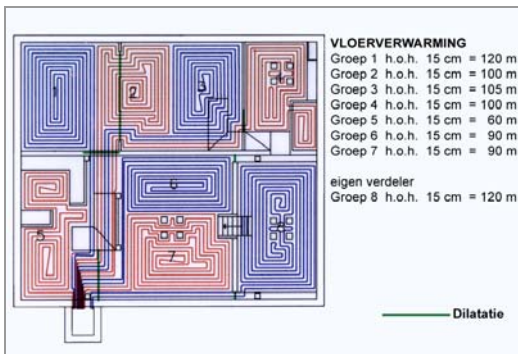 VLOERVERWARMING
Groep 1 h.o.h. 15 cm = 120 m
Groep 2 h.o.h. 15 cm = 100 m
Groep 3 h.o.h. 15 cm = 105 m
Groep 4 h.o.h. 15 cm = 100 m
Groep 5 h.o.h. 15 cm = 60 m
Groep 6 h.o.h. 15 cm = 90 m
Groep 7 h.o.h. 15 cm = 90 m
eigen verdeler
Groep 8 h.o.h. 15 cm = 120 m
Dilatatie
1
2
3
4
5
6
7
8